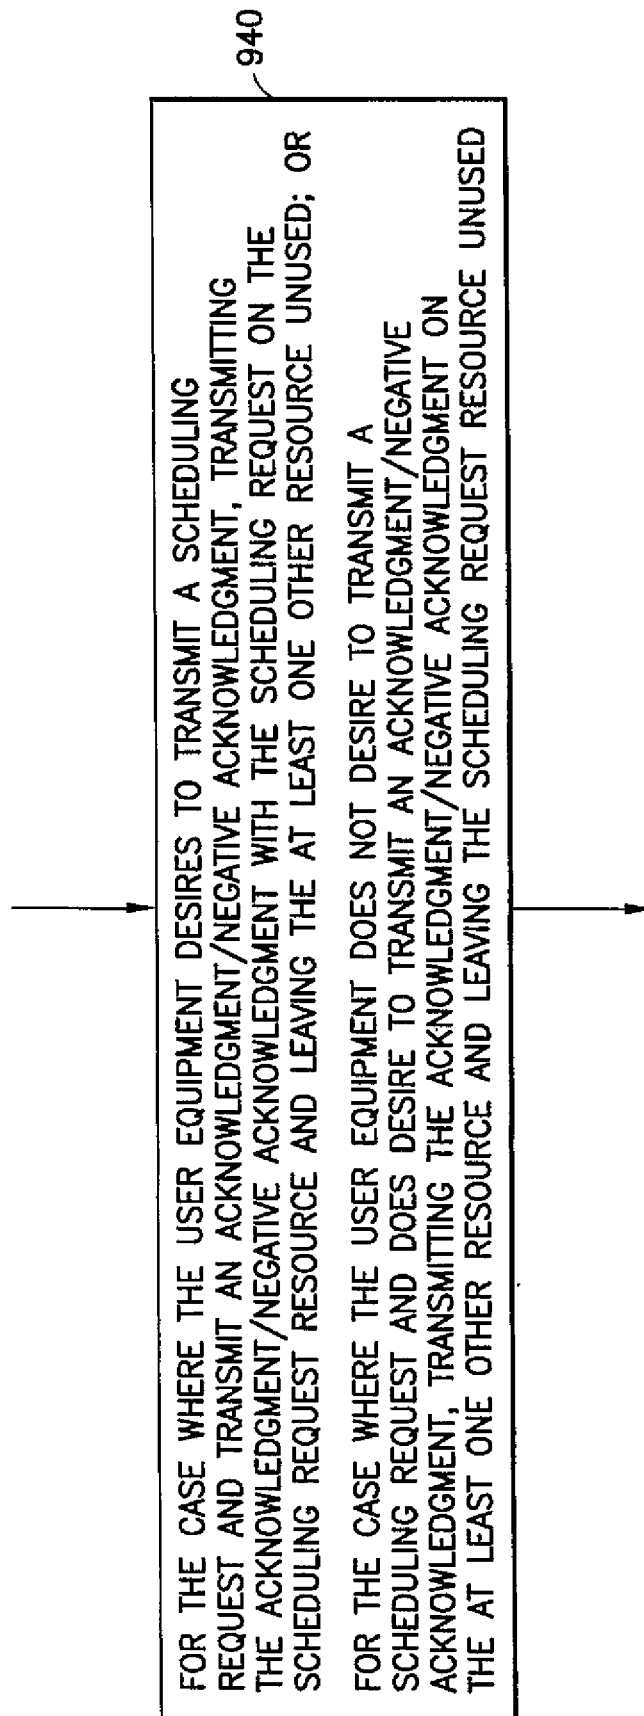 940
FOR THE CASE WHERE THE USER EQUIPMENT DESIRES TO TRANSMIT A SCHEDULING
REQUEST AND TRANSMIT AN ACKNOWLEDGMENT/NEGATIVE ACKNOWLEDGMENT, TRANSMITTING
THE ACKNOWLEDGMENT/NEGATIVE ACKNOWLEDGMENT WITH THE SCHEDULING REQUEST ON THE
SCHEDULING REQUEST RESOURCE AND LEAVING THE AT LEAST ONE OTHER RESOURCE UNUSED; OR
FOR THE CASE WHERE THE USER EQUIPMENT DOES NOT DESIRE TO TRANSMIT A
SCHEDULING REQUEST AND DOES DESIRE TO TRANSMIT AN ACKNOWLEDGMENT/NEGATIVE
ACKNOWLEDGMENT, TRANSMITTING THE ACKNOWLEDGMENT/NEGATIVE ACKNOWLEDGMENT ON
THE AT LEAST ONE OTHER RESOURCE AND LEAVING THE SCHEDULING REQUEST RESOURCE UNUSED